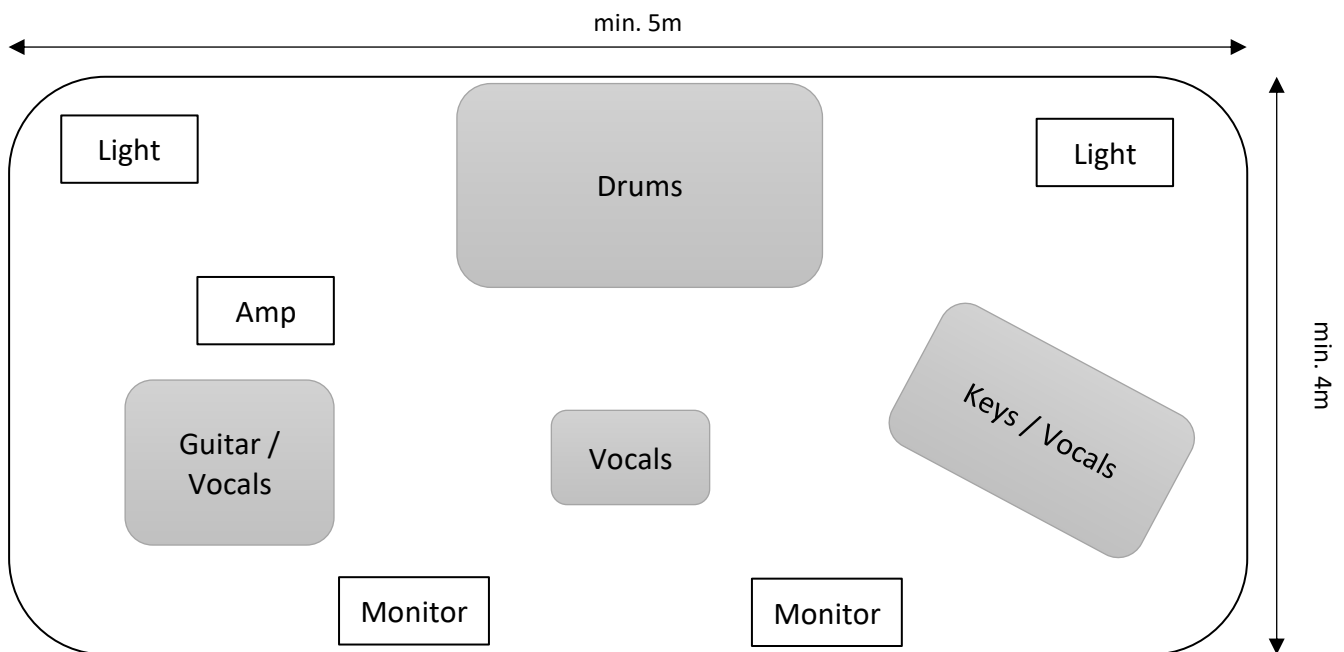 min. 5m
Light
Drums
Light
Amp
min. 4m
Guitar /
Vocals
Vocals
Keys / Vocals
Monitor
Monitor